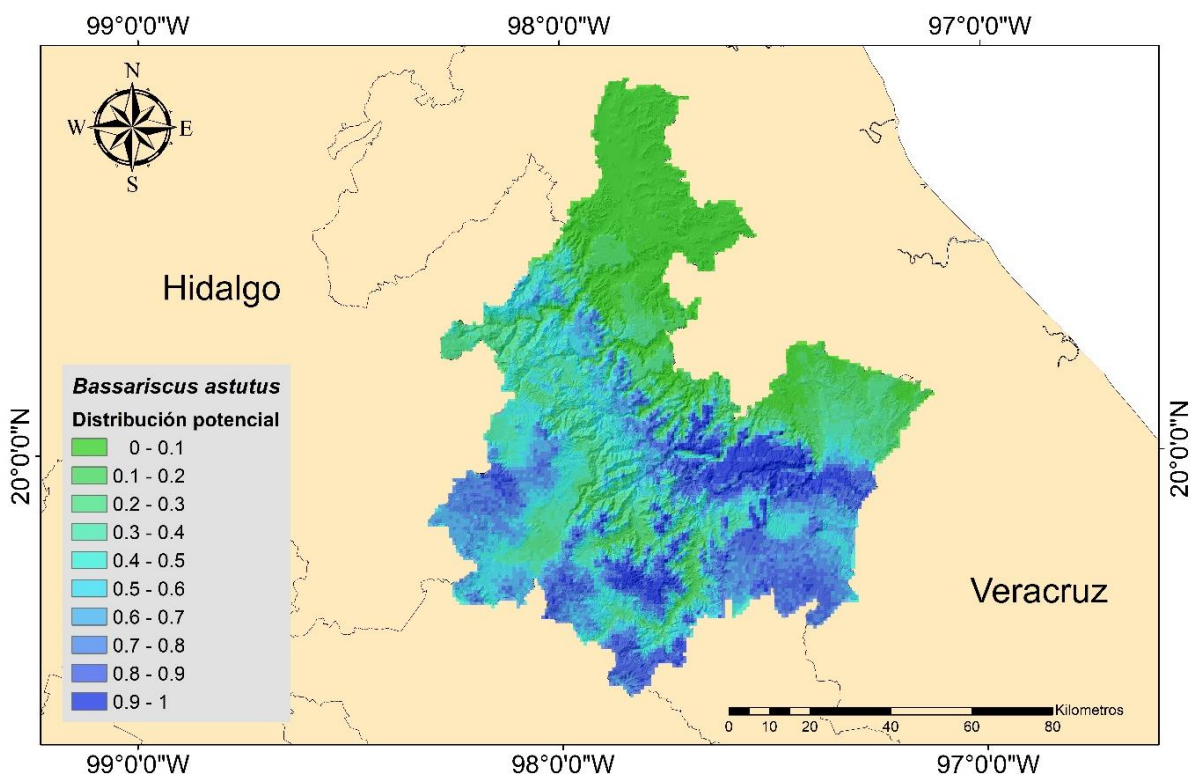 99°0'0"W 98°0'0"W 97°0'0"W
N
W E
S
Hidalgo
Bassariscus astutus
Distribución potencial
0 - 0.1
0.1 - 0.2
0.2 - 0.3
0.3 - 0.4
0.4 - 0.5
0.5 - 0.6
0.6 - 0.7
0.7 - 0.8
0.8 - 0.9
0.9 - 1
20°0'0"N
20°0'0"N
Veracruz
Kilometros
0 5 10 20 40 60 80
99°0'0"W 98°0'0"W 97°0'0"W